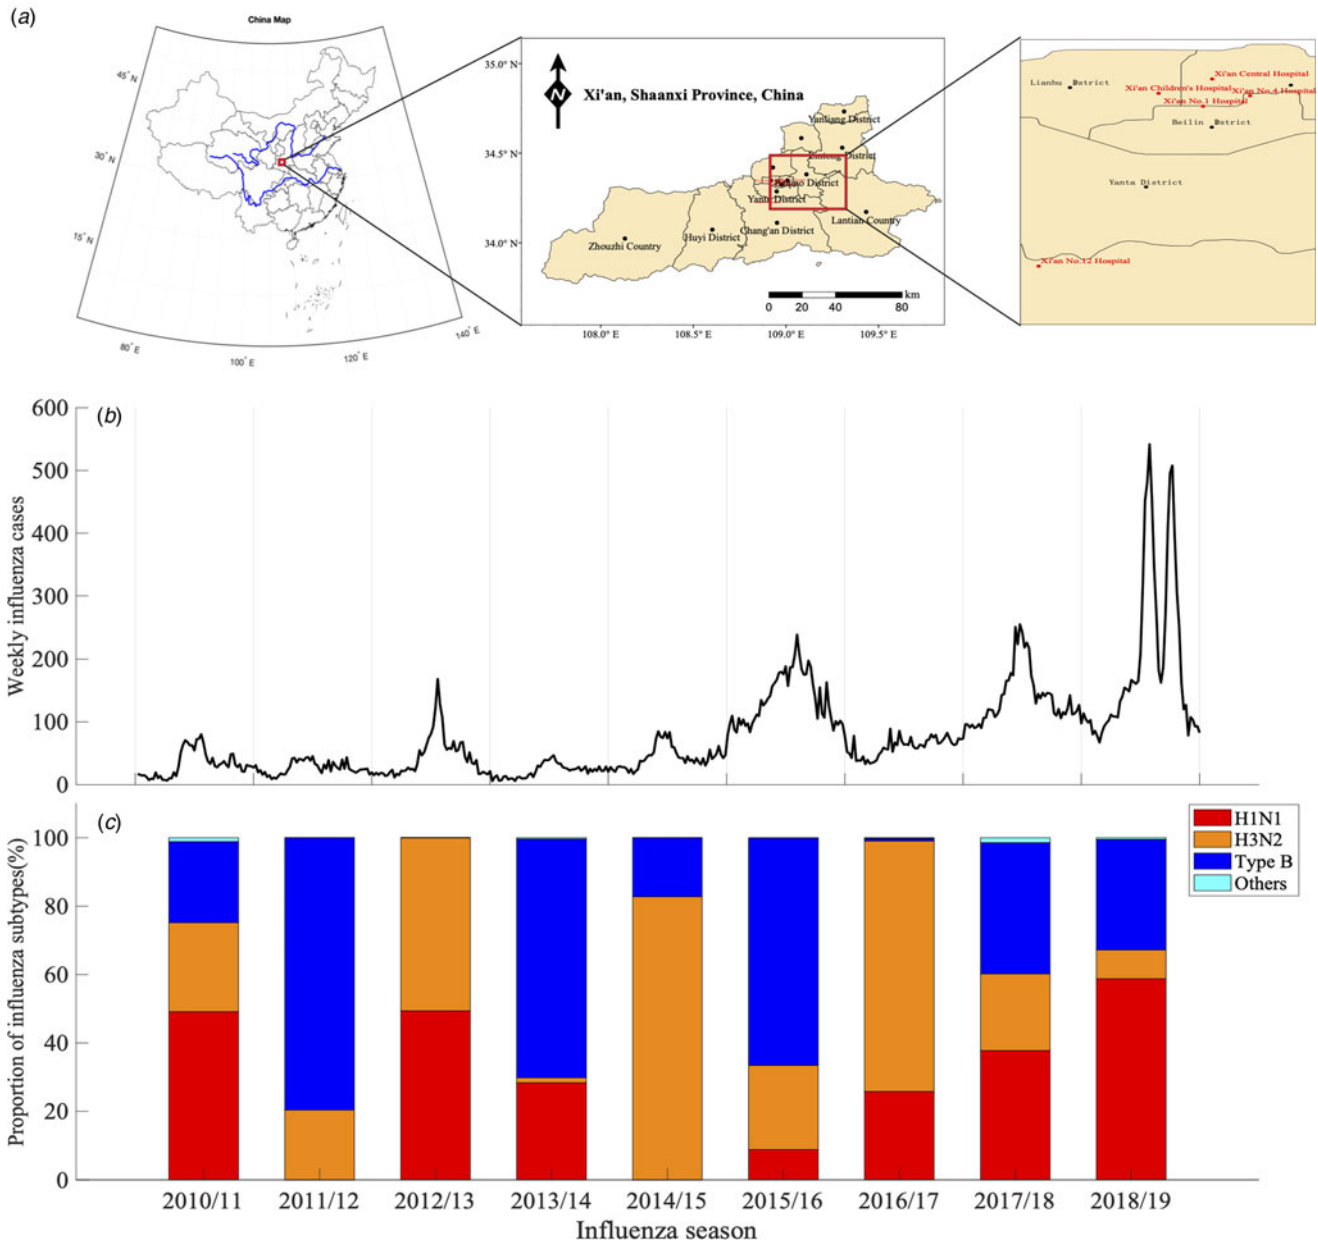 (a)
China Map
45° N
30° N
15° N
80° E
100° E
120° E
140° E
35.0° N
34.5° N
34.0° N
N
Xi'an, Shaanxi Province, China
Yanliang District
District
District
Yanta District
Lantian Country
Chang'an District
Huyi District
Zhouzhi Country
km
0 20 40 80
108.0° E 108.5° E 109.0° E 109.5° E
Xi'an Central Hospital
Lianhu District
Xi'an Children's Hospital
Xi'an No.4 Hospital
Xi'an No.1 Hospital
Beilin District
Yanta District
Xi'an No.12 Hospital
(b)
Weekly influenza cases
600
500
400
300
200
100
0
(c)
Proportion of influenza subtypes(%)
100
80
60
40
20
0
H1N1
H3N2
Type B
Others
2010/11 2011/12 2012/13 2013/14 2014/15 2015/16 2016/17 2017/18 2018/19
Influenza season